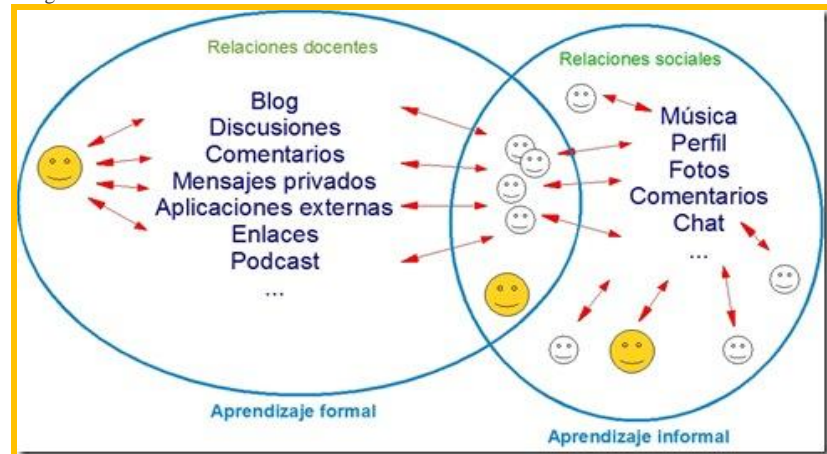 Relaciones docentes
Blog
Discusiones
Comentarios
Mensajes privados
Aplicaciones externas
Enlaces
Podcast
...
Aprendizaje formal
Relaciones sociales
Música
Perfil
Fotos
Comentarios
Chat
...
Aprendizaje informal